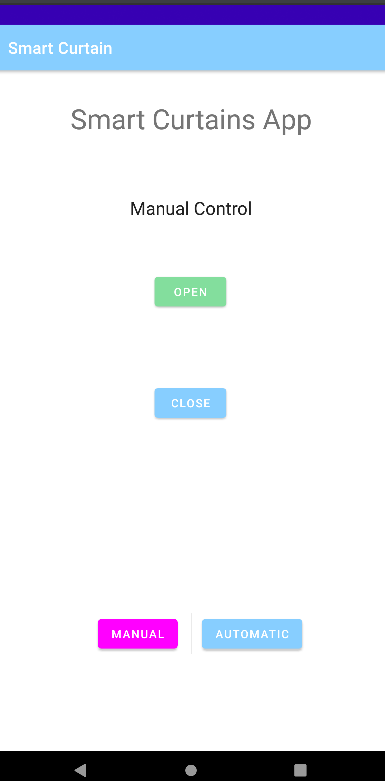 Smart Curtain
Smart Curtains App
Manual Control
OPEN
CLOSE
MANUAL
AUTOMATIC